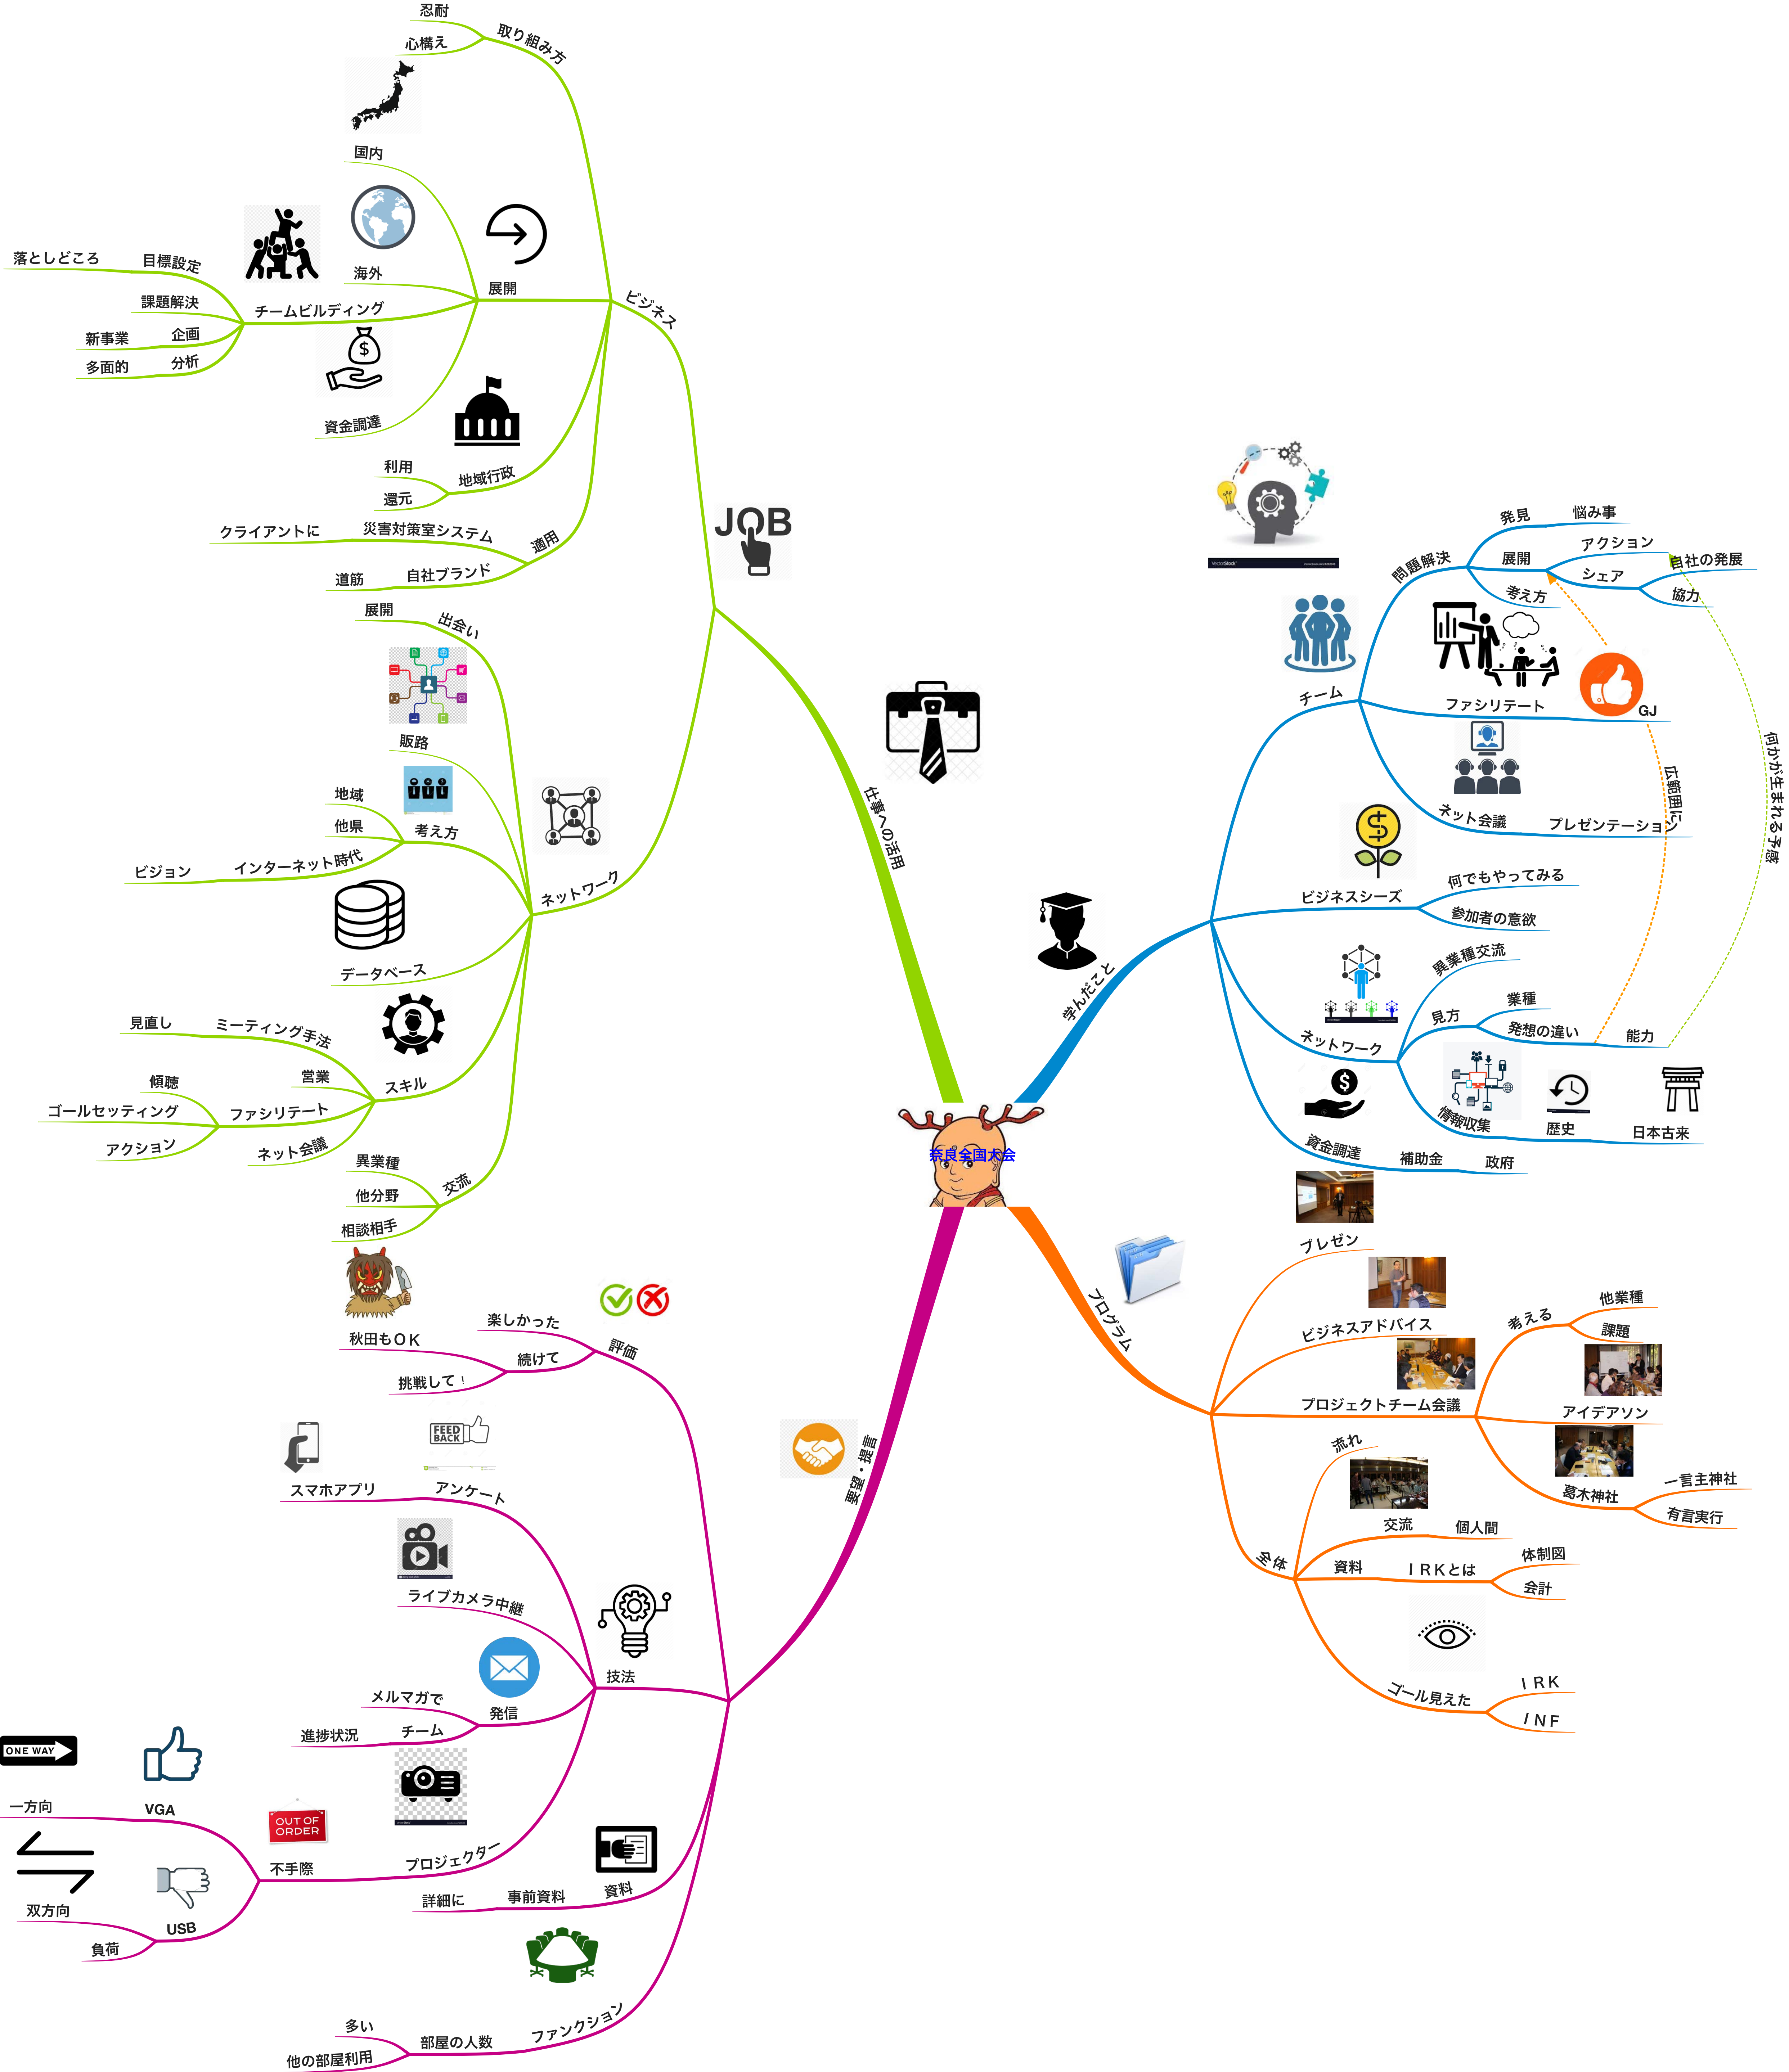 奈良全国大会
学んだこと
チーム
問題解決
発見
悩み事
展開
アクション
シェア
自社の発展
協力
考え方
ファシリテート
GJ
ネット会議
プレゼンテーション
ビジネスシーズ
何でもやってみる
参加者の意欲
ネットワーク
異業種交流
見方
業種
発想の違い
能力
情報収集
歴史
日本古来
資金調達
補助金
政府
広範囲に
何かが生まれる予感
VectorStock
プログラム
プレゼン
ビジネスアドバイス
プロジェクトチーム会議
考える
他業種
課題
アイデアソン
葛木神社
一言主神社
有言実行
全体
流れ
交流
個人間
資料
ＩＲＫとは
体制図
会計
ゴール見えた
ＩＲＫ
ＩＮＦ
要望・提言
評価
楽しかった
続けて
秋田もＯＫ
挑戦して！
技法
アンケート
スマホアプリ
FEED
BACK
ライブカメラ中継
発信
メルマガで
チーム
進捗状況
プロジェクター
不手際
OUT OF
ORDER
VGA
一方向
ONE WAY
USB
双方向
負荷
資料
事前資料
詳細に
ファンクション
部屋の人数
多い
他の部屋利用
仕事への活用
JOB
ビジネス
取り組み方
忍耐
心構え
展開
国内
海外
チームビルディング
目標設定
落としどころ
課題解決
企画
新事業
分析
多面的
資金調達
地域行政
利用
還元
適用
災害対策室システム
クライアントに
自社ブランド
道筋
ネットワーク
出会い
展開
販路
考え方
地域
他県
インターネット時代
ビジョン
データベース
スキル
ミーティング手法
見直し
営業
ファシリテート
傾聴
ゴールセッティング
アクション
ネット会議
交流
異業種
他分野
相談相手